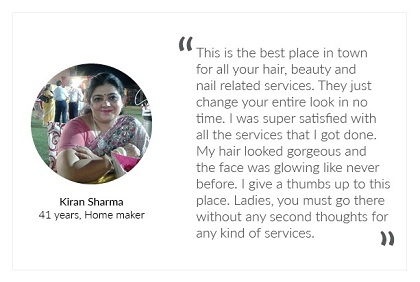 This is the best place in town
for all your hair, beauty and
nail related services. They just
change your entire look in no
time. I was super satisfied with
all the services that I got done.
My hair looked gorgeous and
the face was glowing like never
before. I give a thumbs up to this
place. Ladies, you must go there
without any second thoughts for
any kind of services.
Kiran Sharma
41 years, Home maker